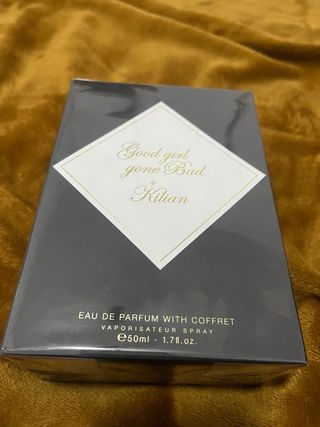 Good girl
gone Bad
by
Kilian
EAU DE PARFUM WITH COFFRET
VAPORISATEUR SPRAY
℮50ml - 1.7fl.oz.